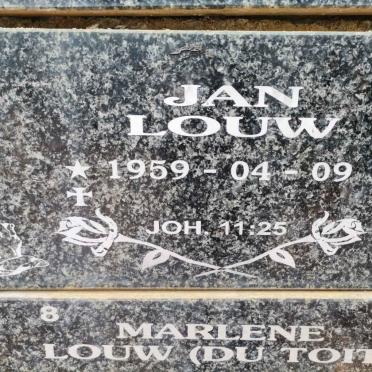 JAN
LOUW
★ 1959 - 04 - 09
✝
JOH. 11:25
8
MARLENE
LOUW (DU TOIT